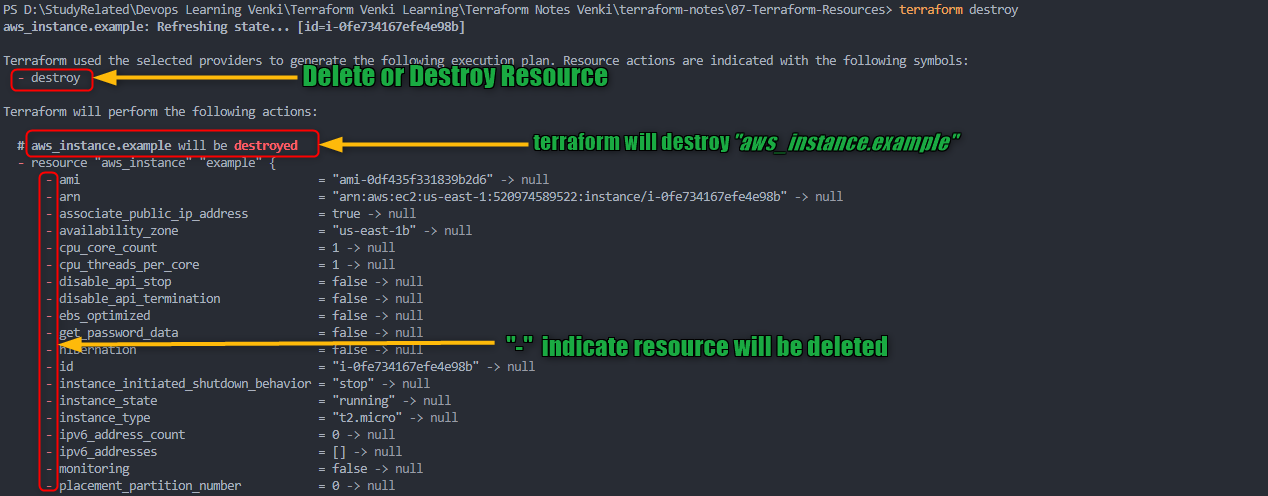 PS D:\StudyRelated\Devops Learning Venki\Terraform Venki Learning\Terraform Notes Venki\terraform-notes\07-Terraform-Resources> terraform destroy
aws_instance.example: Refreshing state... [id=i-0fe734167efe4e98b]
Terraform used the selected providers to generate the following execution plan. Resource actions are indicated with the following symbols:
- destroy
Delete or Destroy Resource
Terraform will perform the following actions:
# aws_instance.example will be destroyed
terraform will destroy "aws_instance.example"
- resource "aws_instance" "example" {
- ami = "ami-0df435f331839b2d6" -> null
- arn = "arn:aws:ec2:us-east-1:520974589522:instance/i-0fe734167efe4e98b" -> null
- associate_public_ip_address = true -> null
- availability_zone = "us-east-1b" -> null
- cpu_core_count = 1 -> null
- cpu_threads_per_core = 1 -> null
- disable_api_stop = false -> null
- disable_api_termination = false -> null
- ebs_optimized = false -> null
- get_password_data = false -> null
- hibernation = false -> null
"-" indicate resource will be deleted
- id = "i-0fe734167efe4e98b" -> null
- instance_initiated_shutdown_behavior = "stop" -> null
- instance_state = "running" -> null
- instance_type = "t2.micro" -> null
- ipv6_address_count = 0 -> null
- ipv6_addresses = [] -> null
- monitoring = false -> null
- placement_partition_number = 0 -> null